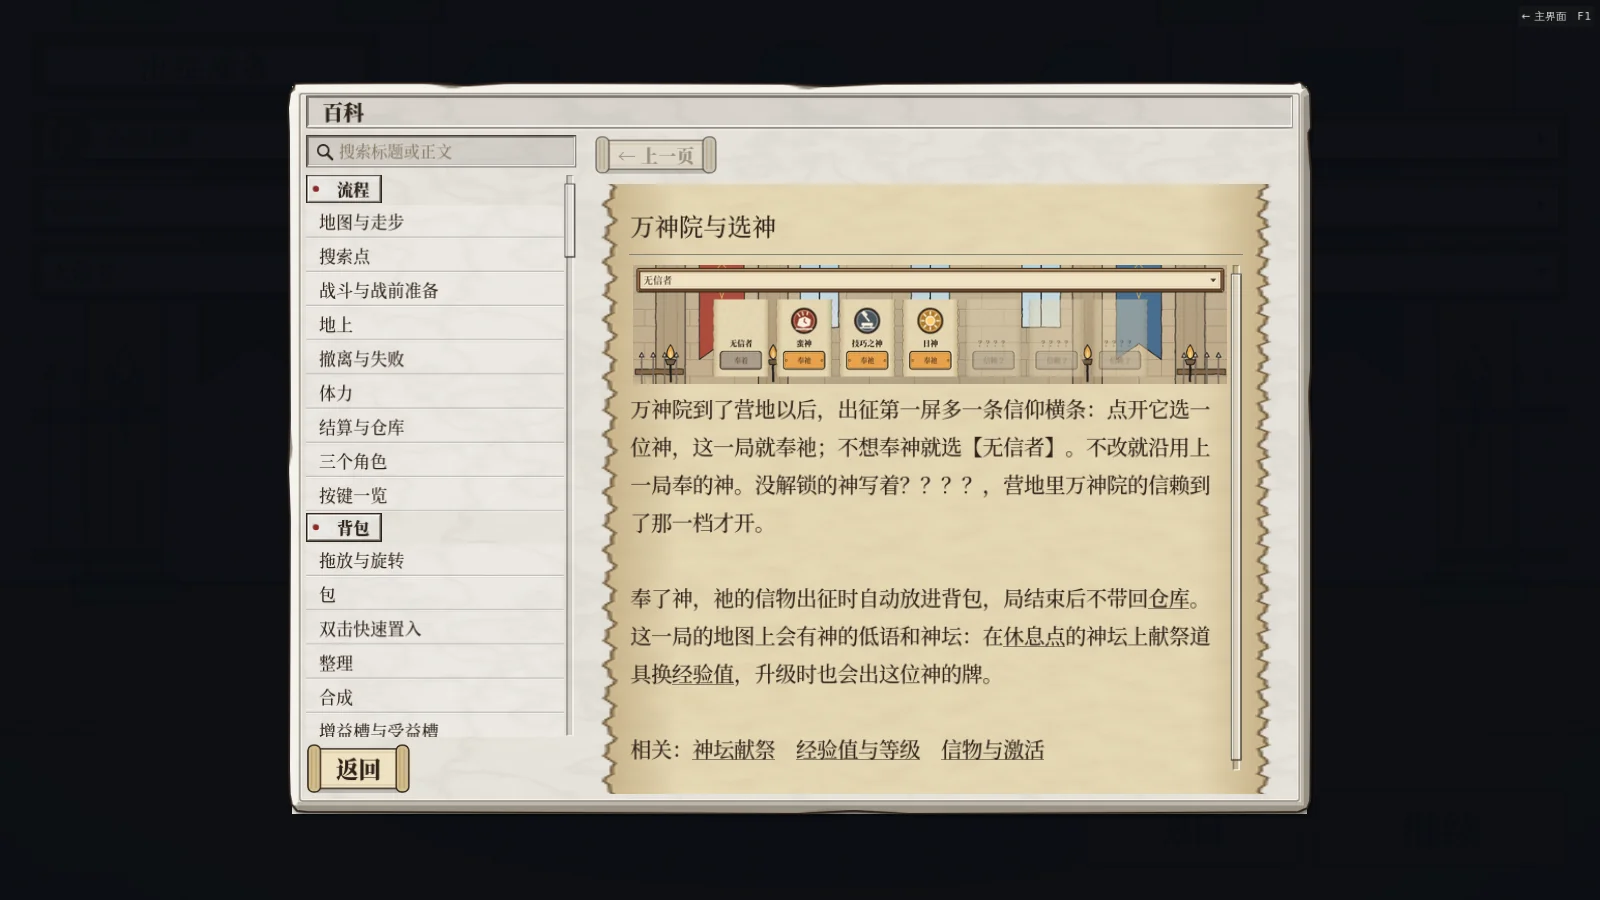 ← 主界面 F1
百科
搜索标题或正文
← 上一页
流程
地图与走步
搜索点
战斗与战前准备
地上
撤离与失败
体力
结算与仓库
三个角色
按键一览
背包
拖放与旋转
包
双击快速置入
整理
合成
增益槽与受益槽
返回
万神院与选神
无信者
无信者 蛮神 技巧之神 日神 ？？？？ ？？？？ ？？？？
奉着 奉祂 奉祂 奉祂
万神院到了营地以后，出征第一屏多一条信仰横条：点开它选一
位神，这一局就奉祂；不想奉神就选【无信者】。不改就沿用上
一局奉的神。没解锁的神写着？？？？，营地里万神院的信赖到
了那一档才开。
奉了神，祂的信物出征时自动放进背包，局结束后不带回仓库。
这一局的地图上会有神的低语和神坛：在休息点的神坛上献祭道
具换经验值，升级时也会出这位神的牌。
相关：神坛献祭 经验值与等级 信物与激活